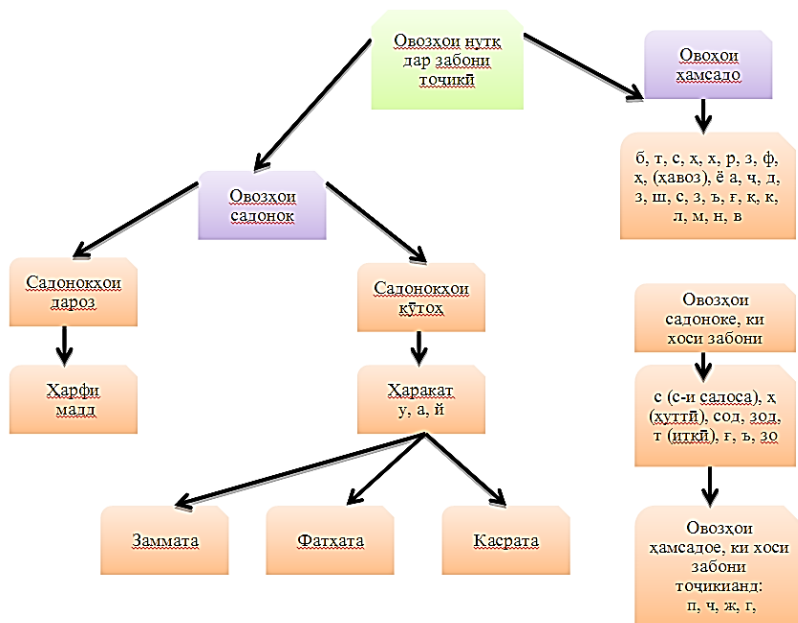 Овозҳои нутқ
дар забони
тоҷикӣ
Овоҳои
ҳамсадо
б, т, с, ҳ, х, р, з, ф,
ҳ, (ҳавоз), ё а, ҷ, д,
з, ш, с, з, ъ, ғ, қ, к,
л, м, н, в
Овозҳои
садонок
Садонокҳои
дароз
Садонокҳои
кӯтоҳ
Ҳарфи
мадд
Ҳаракат
у, а, й
Заммата
Фатҳата
Касрата
Овозҳои
садоноке, ки
хоси забони
с (с-и салоса), ҳ
(ҳуттӣ), сод, зод,
т (итқӣ), ғ, ъ, зо
Овозҳои
ҳамсадое, ки хоси
забони
тоҷикианд:
п, ч, ж, г,